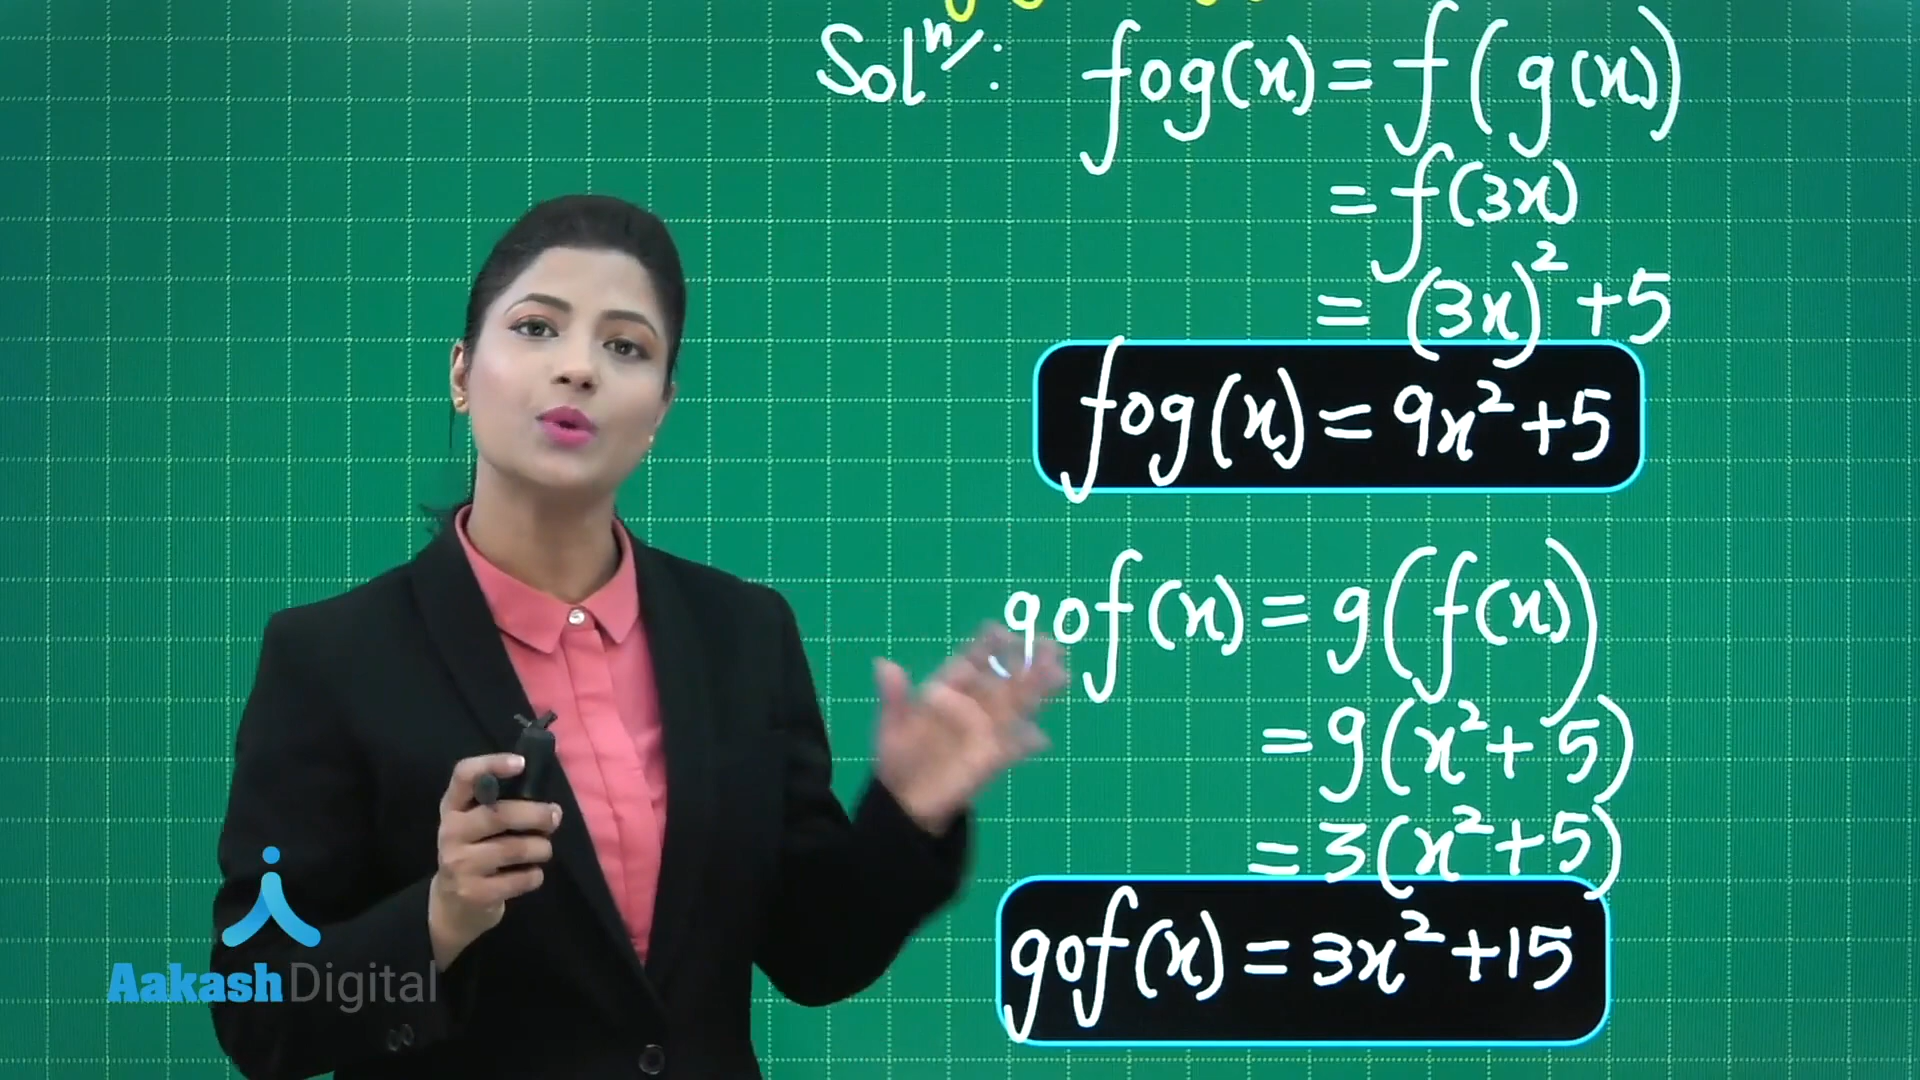 Solⁿ/: fog(x) = f(g(x))
= f(3x)
= (3x)² + 5
fog(x) = 9x² + 5
gof(x) = g(f(x))
= g(x² + 5)
= 3(x² + 5)
gof(x) = 3x² + 15
Aakash Digital